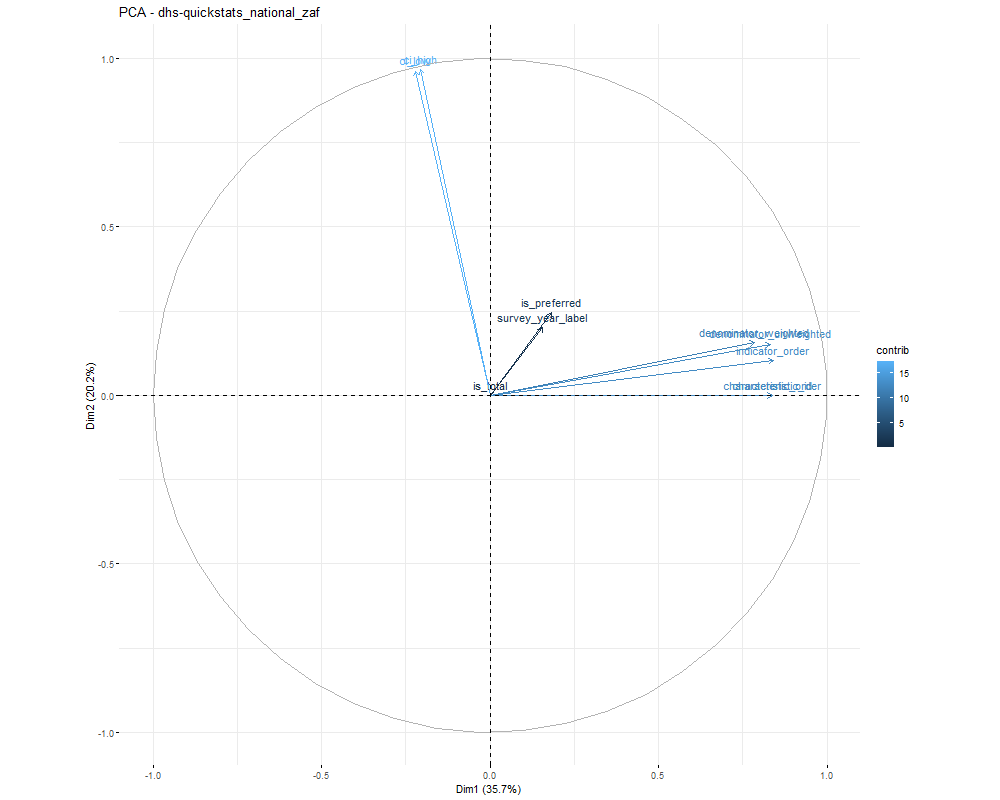 PCA - dhs-quickstats_national_zaf
1.0
ci_high
is_preferred
0.5
survey_year_label
indicator_order
is_total
0.0
-0.5
-1.0
-1.0
-0.5
0.0
0.5
1.0
Dim1 (35.7%)
Dim2 (20.2%)
contrib
15
10
5